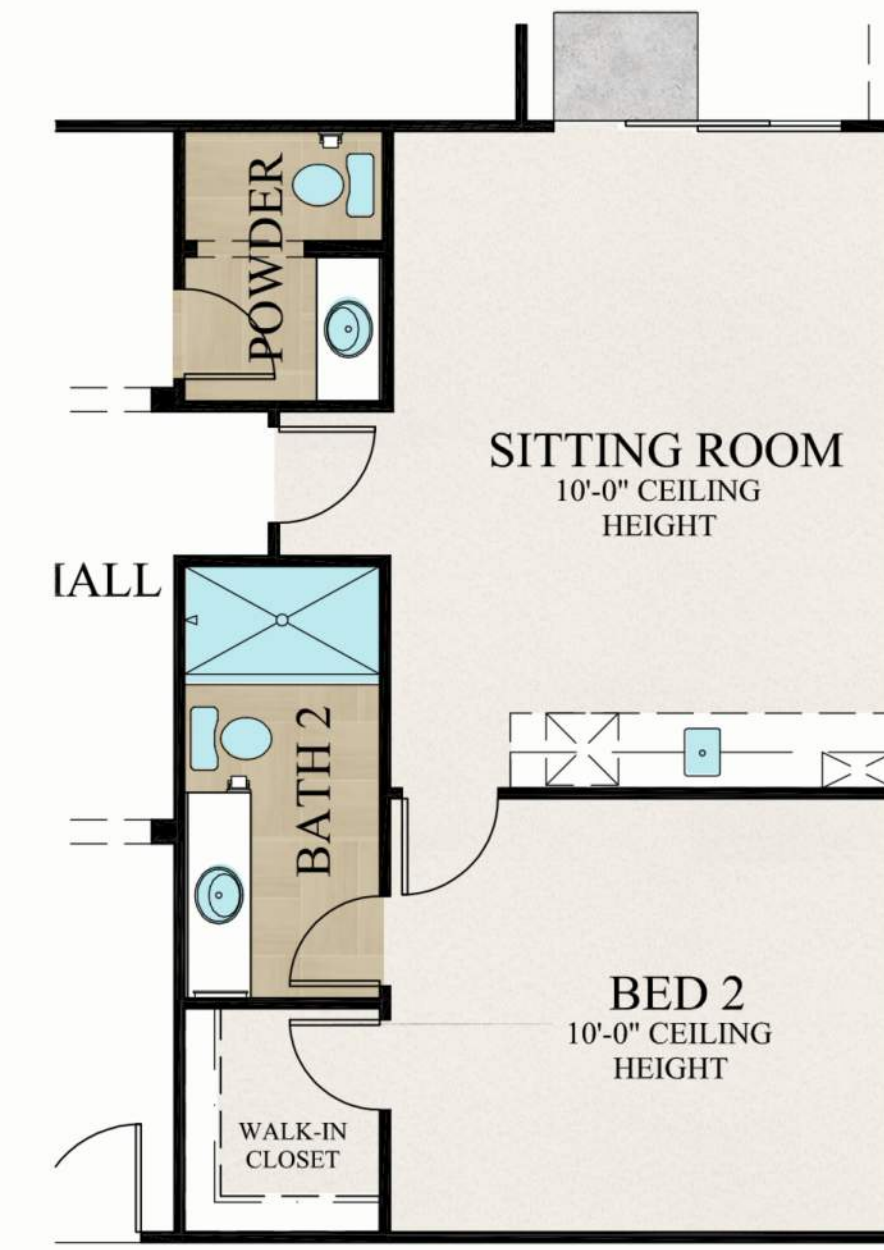 POWDER
SITTING ROOM
10'-0" CEILING
HEIGHT
BATH 2
BED 2
10'-0" CEILING
HEIGHT
WALK-IN
CLOSET